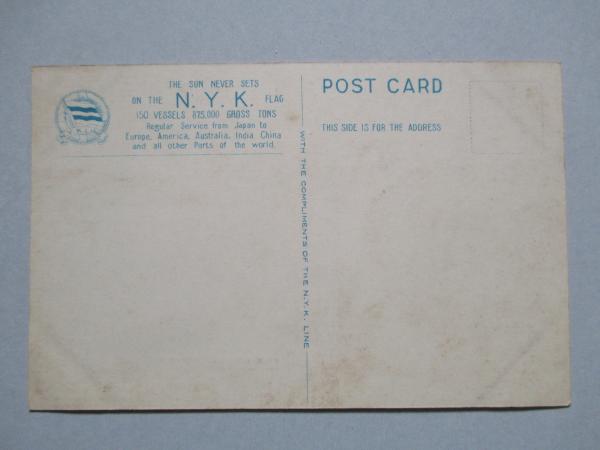 THE SUN NEVER SETS
ON THE N. Y. K. FLAG
150 VESSELS 875,000 GROSS TONS
Regular Service from Japan to
Europe, America, Australia, India China
and all other Ports of the world.
WITH THE COMPLIMENTS OF THE N.Y.K. LINE
POST CARD
THIS SIDE IS FOR THE ADDRESS